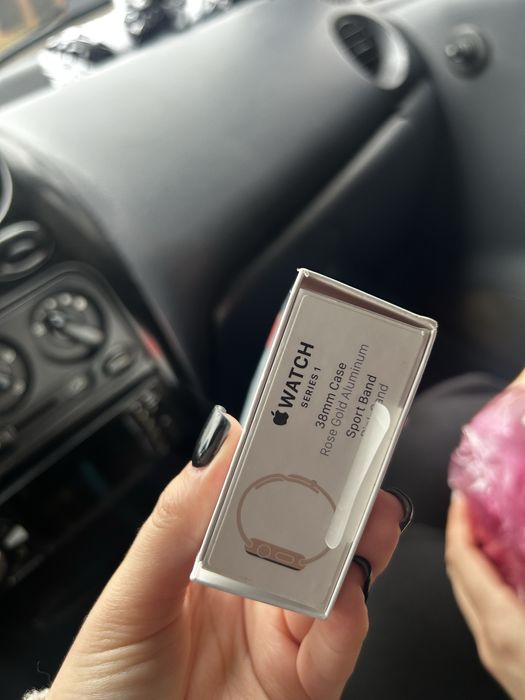 WATCH
SERIES 1
38mm Case
Rose Gold Aluminum
Sport Band